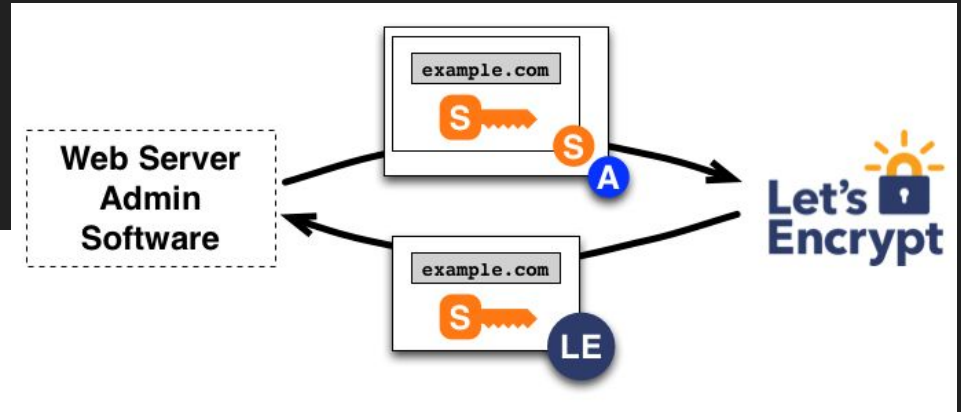 example.com
S
S
A
Web Server
Admin
Software
Let's
Encrypt
example.com
S
LE